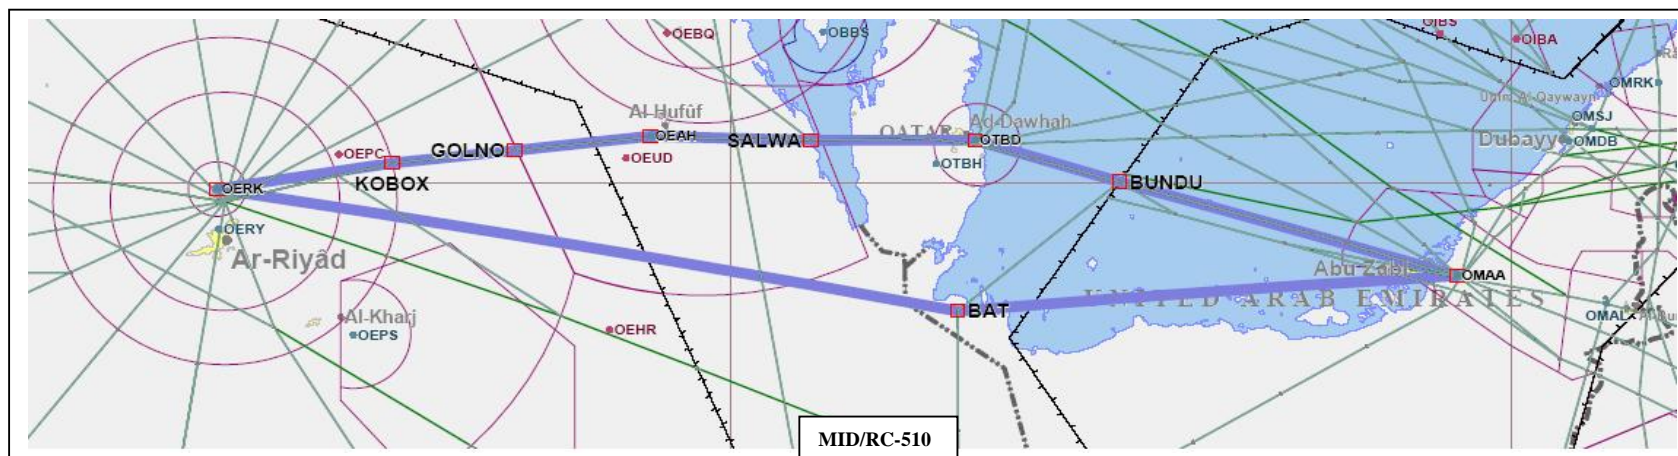 OEBQ
OBBS
OIBS
OIBA
OMRK
Umm Al-Qaywayn
Al-Hufûf
OEAH
SALWA
QATAR
Ad-Dawhah
OTBD
OMSJ
Dubayy
OMDB
OEPC
GOLNO
OEUD
OTBH
KOBOX
BUNDU
OERK
OERY
Ar-Riyâd
Abu Zabi
OMAA
UNITED ARAB EMIRATES
BAT
OMAL
Al-Kharj
OEPS
OEHR
MID/RC-510